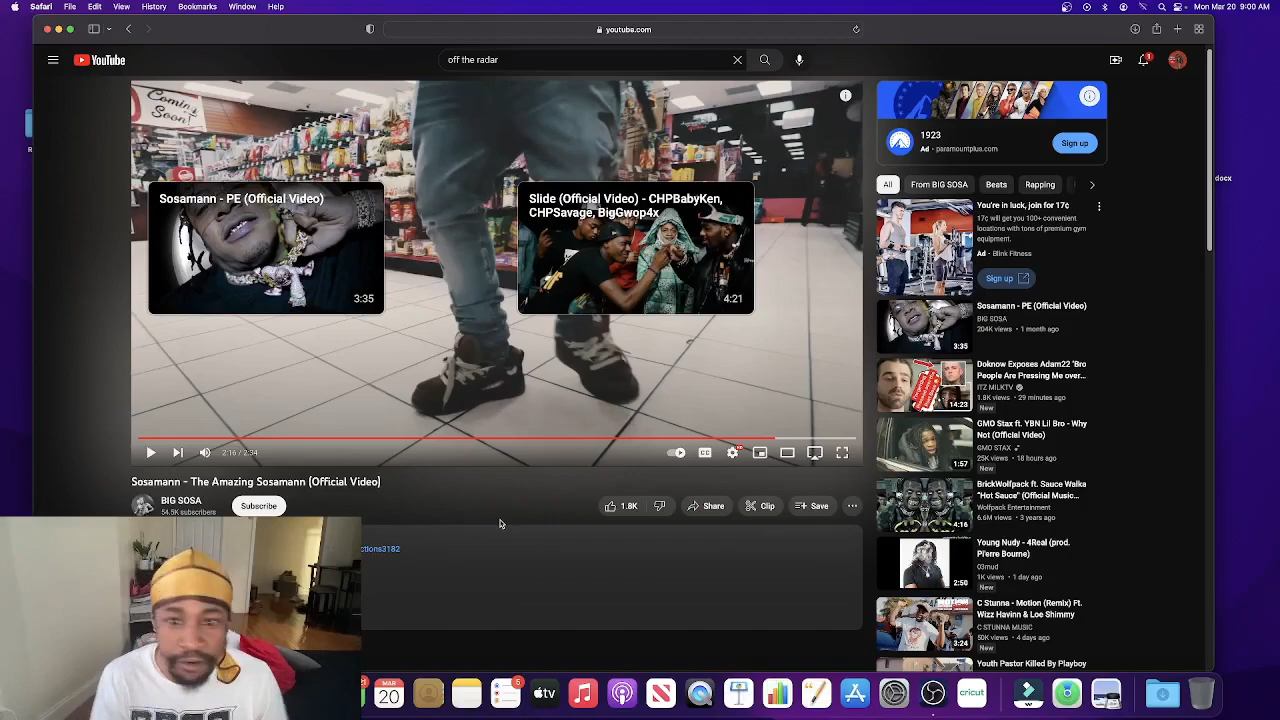 Safari File Edit View History Bookmarks Window Help
Mon Mar 20 9:00 AM
youtube.com
YouTube
off the radar
1
Coming
Soon!
Sosamann - PE (Official Video)
3:35
Slide (Official Video) - CHPBabyKen,
CHPSavage, BigGwop4x
4:21
2:16 / 2:34
CC
HD
Sosamann - The Amazing Sosamann (Official Video)
BIG SOSA
54.5K subscribers
Subscribe
1.8K
Share
Clip
Save
ctions3182
1923
Ad • paramountplus.com
Sign up
All
From BIG SOSA
Beats
Rapping
You're in luck, join for 17¢
17¢ will get you 100+ convenient
locations with tons of premium gym
equipment.
Ad • Blink Fitness
Sign up
Sosamann - PE (Official Video)
BIG SOSA
204K views • 1 month ago
3:35
Doknow Exposes Adam22 'Bro
People Are Pressing Me over...
ITZ MILKTV
1.8K views • 29 minutes ago
New
14:23
GMO Stax ft. YBN Lil Bro - Why
Not (Official Video)
GMO STAX
25K views • 18 hours ago
New
1:57
BrickWolfpack ft. Sauce Walka
"Hot Sauce" (Official Music...
Wolfpack Entertainment
6.6M views • 3 years ago
4:16
Young Nudy - 4Real (prod.
Pi'erre Bourne)
03mud
1K views • 1 day ago
New
2:50
C Stunna - Motion (Remix) Ft.
Wizz Havinn & Loe Shimmy
C STUNNA MUSIC
50K views • 4 days ago
New
3:24
Youth Pastor Killed By Playboy
docx
MAR
20
5
tv
cricut